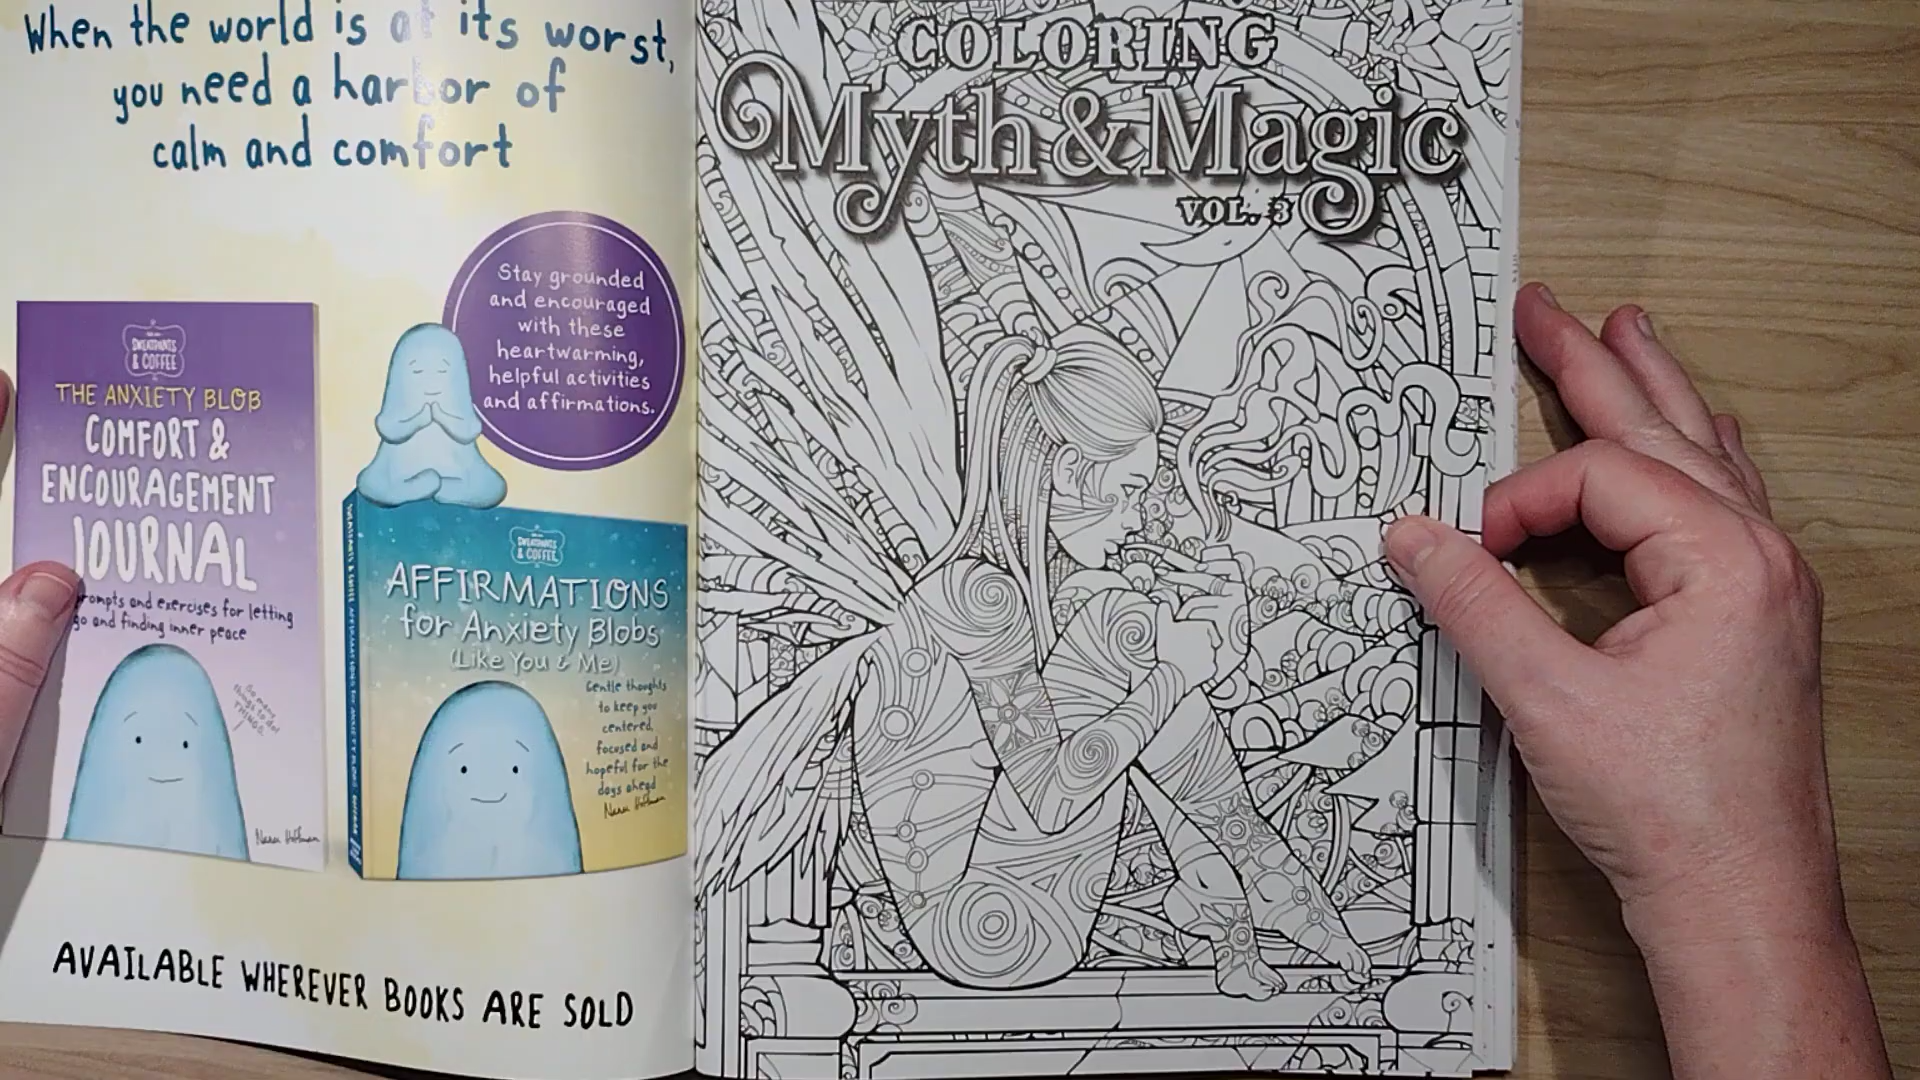 When the world is at its worst,
you need a harbor of
calm and comfort
Stay grounded
and encouraged
with these
heartwarming,
helpful activities
and affirmations.
SWEATPANTS
& COFFEE
THE ANXIETY BLOB
COMFORT &
ENCOURAGEMENT
JOURNAL
rompts and exercises for letting
go and finding inner peace
SWEATPANTS
& COFFEE
AFFIRMATIONS
for Anxiety Blobs
(Like You & Me)
Gentle thoughts
to keep you
centered,
focused and
hopeful for the
days ahead
AVAILABLE WHEREVER BOOKS ARE SOLD
COLORING
Myth & Magic
VOL. 3